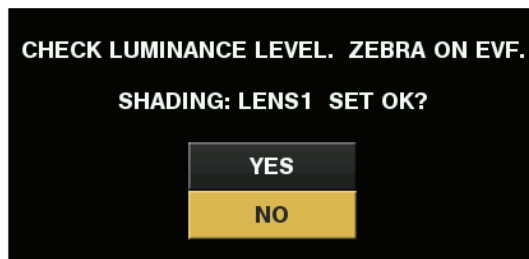 CHECK LUMINANCE LEVEL. ZEBRA ON EVF.
SHADING: LENS1 SET OK?
YES
NO